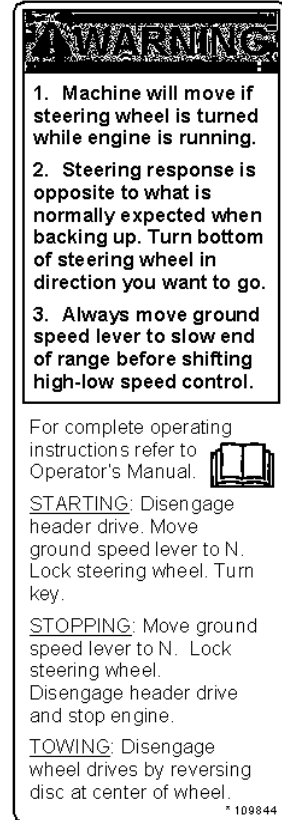 WARNING
1. Machine will move if
steering wheel is turned
while engine is running.
2. Steering response is
opposite to what is
normally expected when
backing up. Turn bottom
of steering wheel in
direction you want to go.
3. Always move ground
speed lever to slow end
of range before shifting
high-low speed control.
For complete operating
instructions refer to
Operator's Manual.
STARTING: Disengage
header drive. Move
ground speed lever to N.
Lock steering wheel. Turn
key.
STOPPING: Move ground
speed lever to N. Lock
steering wheel.
Disengage header drive
and stop engine.
TOWING: Disengage
wheel drives by reversing
disc at center of wheel.
* 109844